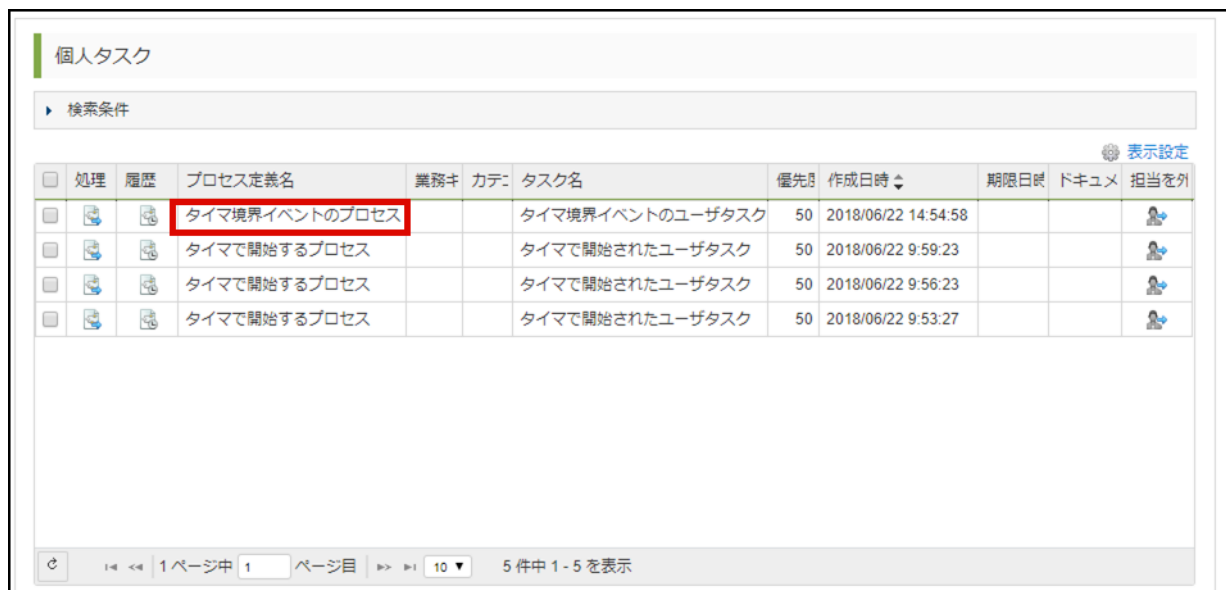 個人タスク
検索条件
表示設定
処理 履歴 プロセス定義名 業務キ カテゴ タスク名 優先度 作成日時 期限日時 ドキュメ 担当を外
タイマ境界イベントのプロセス タイマ境界イベントのユーザタスク 50 2018/06/22 14:54:58
タイマで開始するプロセス タイマで開始されたユーザタスク 50 2018/06/22 9:59:23
タイマで開始するプロセス タイマで開始されたユーザタスク 50 2018/06/22 9:56:23
タイマで開始するプロセス タイマで開始されたユーザタスク 50 2018/06/22 9:53:27
1 ページ中 1 ページ目 10 5 件中 1 - 5 を表示